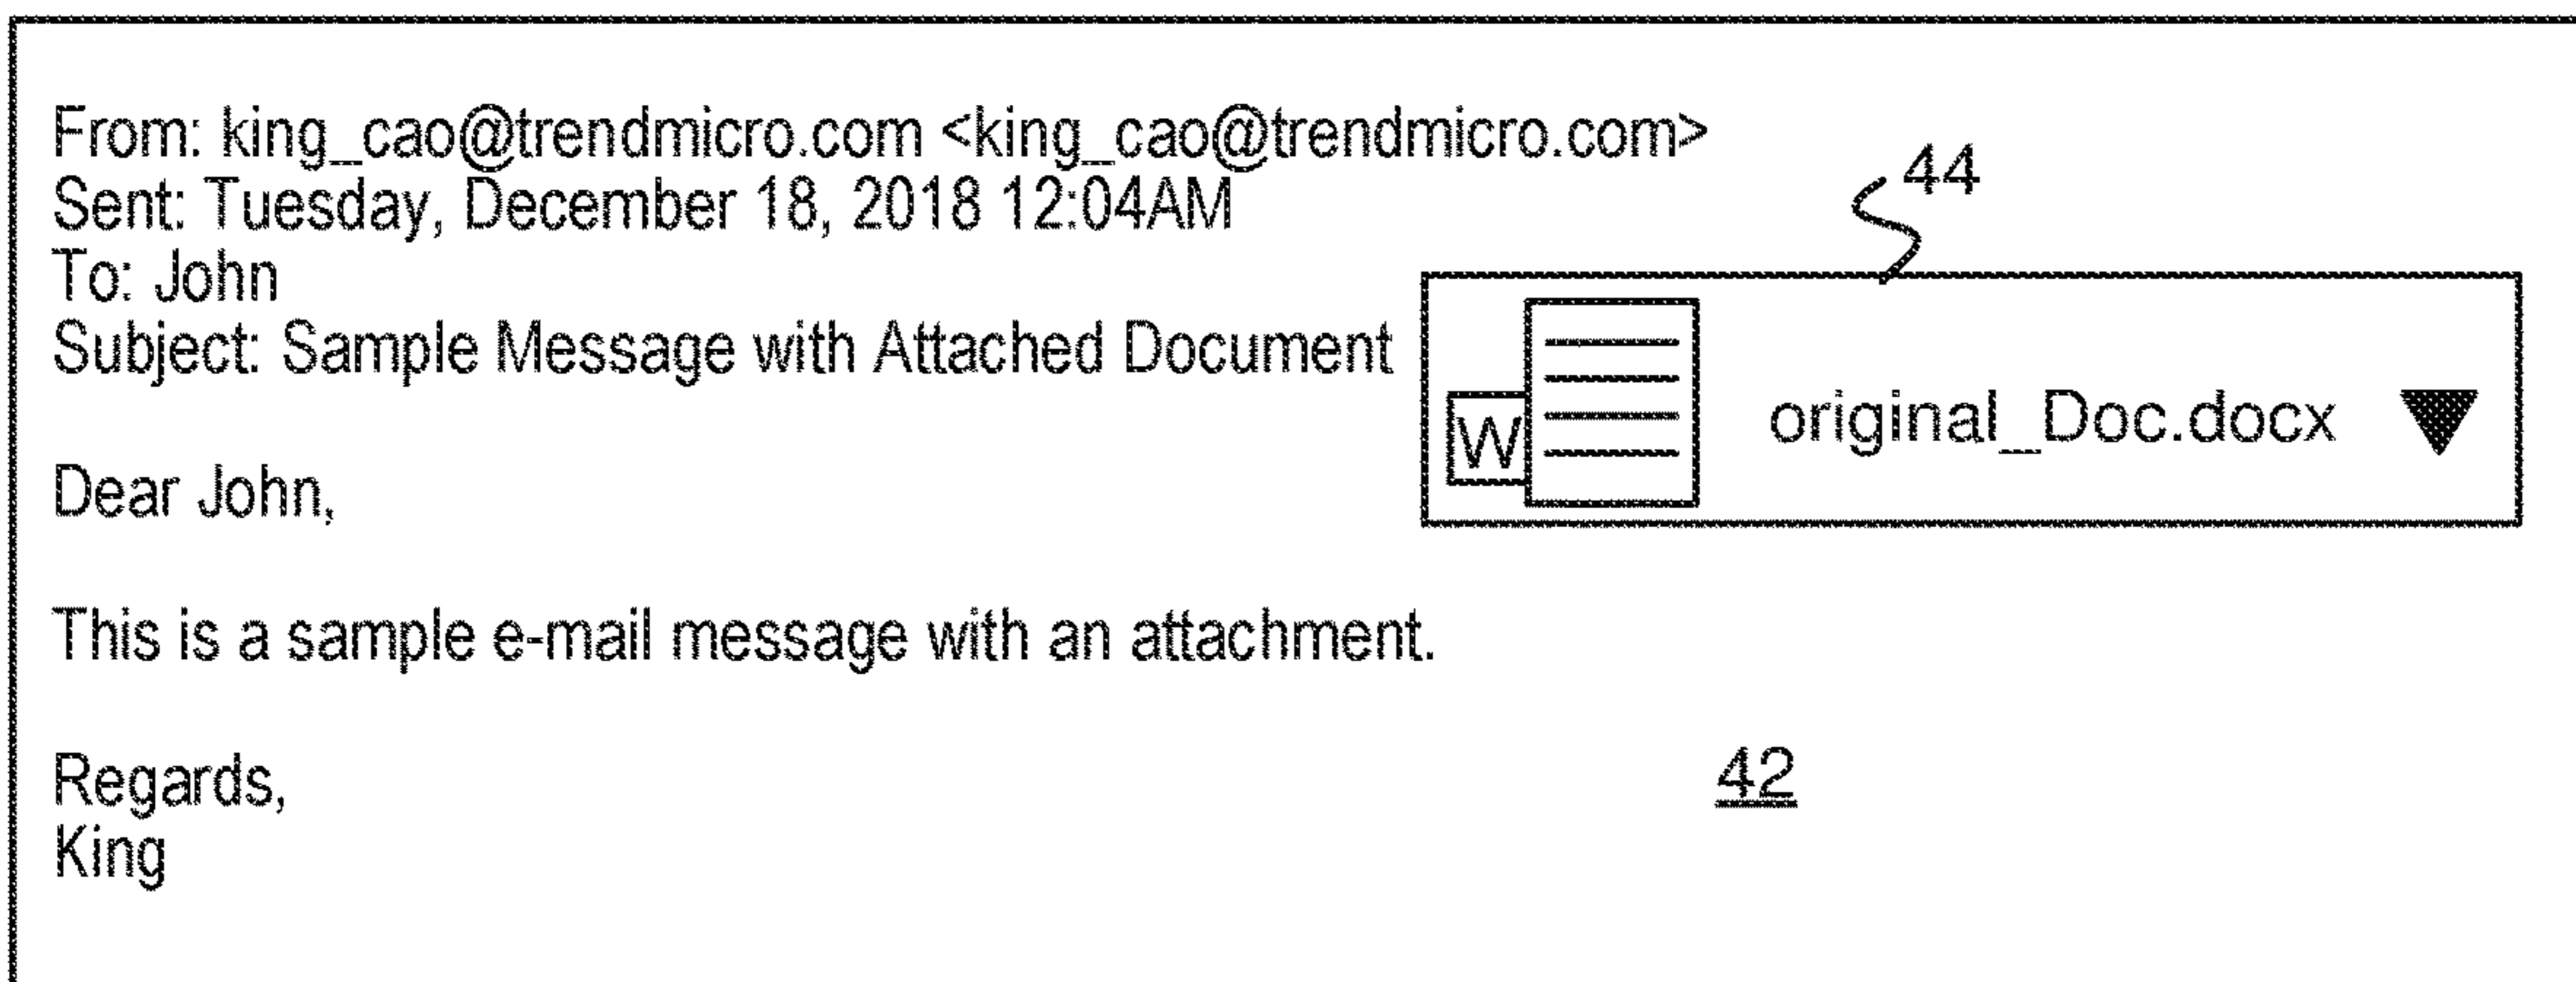 From: king_cao@trendmicro.com <king_cao@trendmicro.com>
44
Sent: Tuesday, December 18, 2018 12:04AM
To: John
Subject: Sample Message with Attached Document
W
original_Doc.docx
Dear John,
This is a sample e-mail message with an attachment.
Regards,
42
King